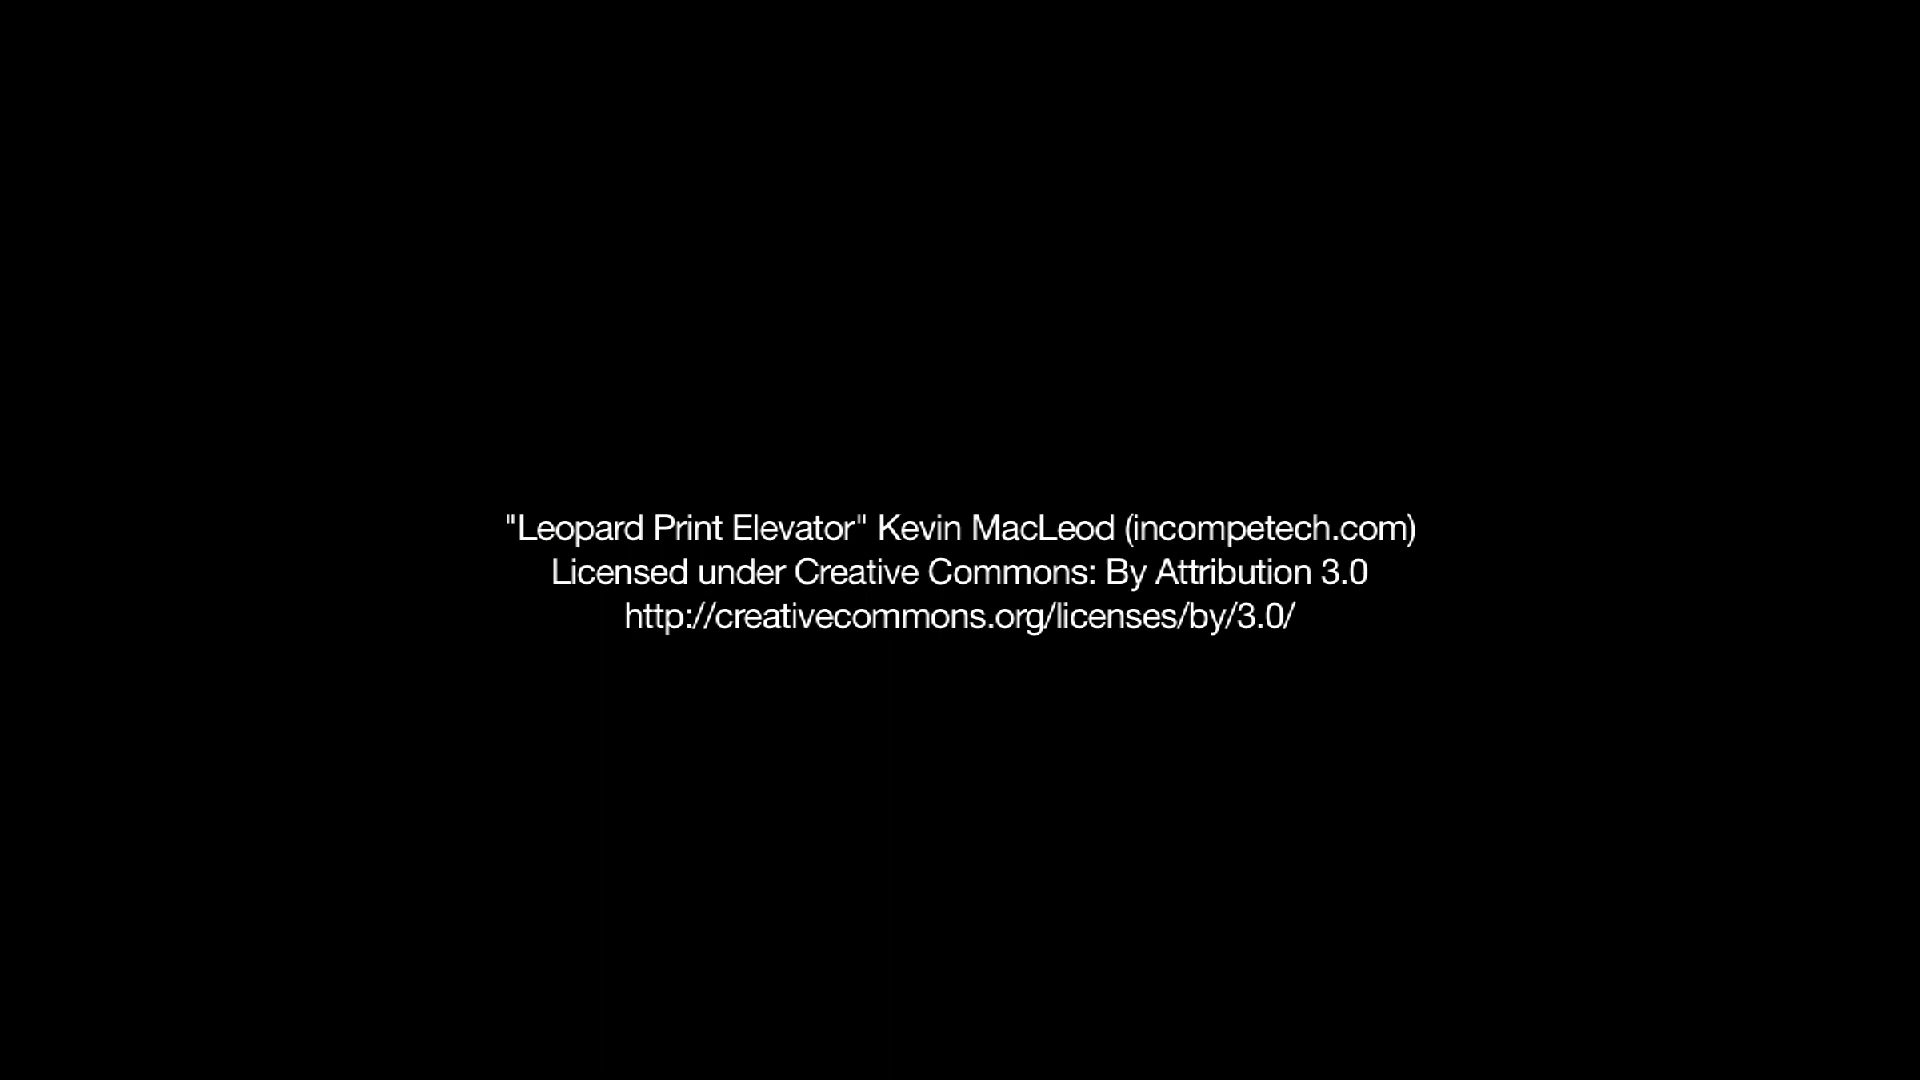 "Leopard Print Elevator" Kevin MacLeod (incompetech.com)
Licensed under Creative Commons: By Attribution 3.0
http://creativecommons.org/licenses/by/3.0/